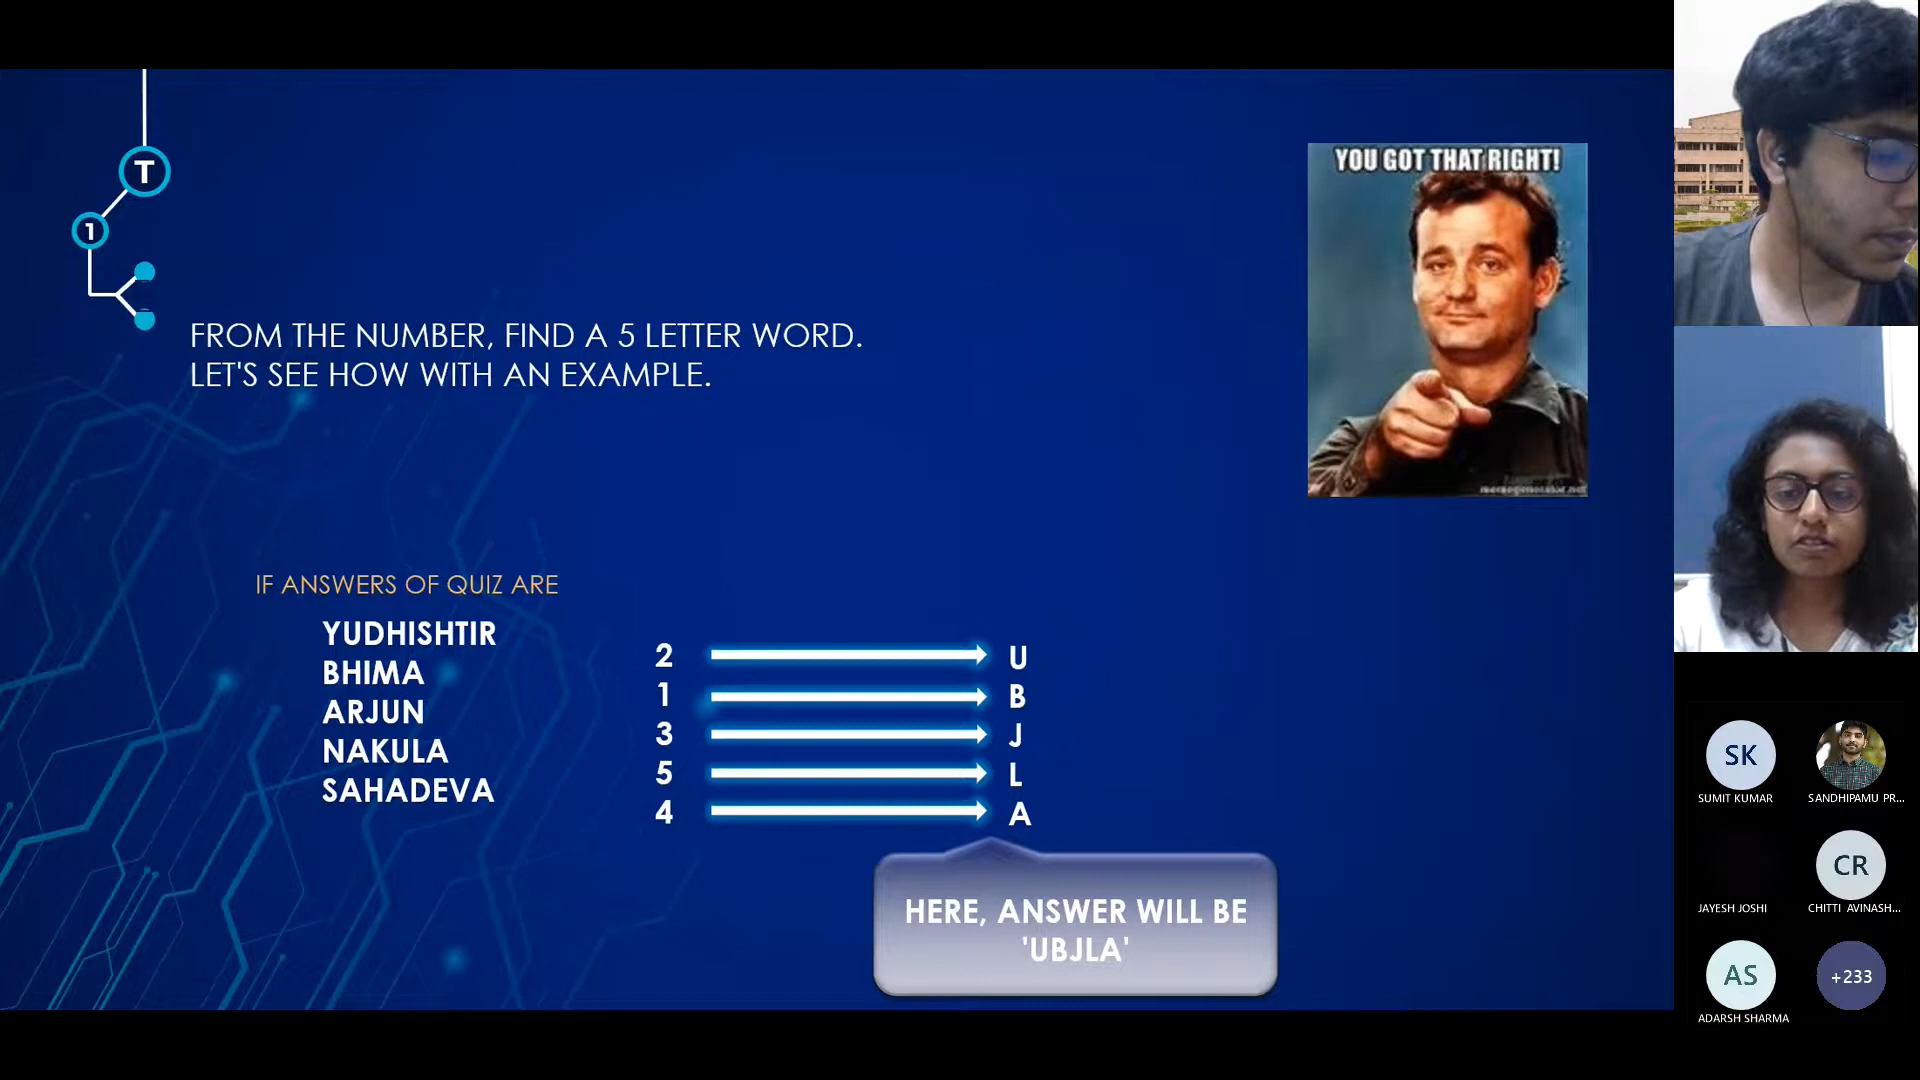 T
1
YOU GOT THAT RIGHT!
memegenerator.net
FROM THE NUMBER, FIND A 5 LETTER WORD.
LET'S SEE HOW WITH AN EXAMPLE.
IF ANSWERS OF QUIZ ARE
YUDHISHTIR
BHIMA
ARJUN
NAKULA
SAHADEVA
2 U
1 B
3 J
5 L
4 A
HERE, ANSWER WILL BE
'UBJLA'
SK
SUMIT KUMAR
SANDHIPAMU PR...
JAYESH JOSHI
CR
CHITTI AVINASH...
AS
ADARSH SHARMA
+233